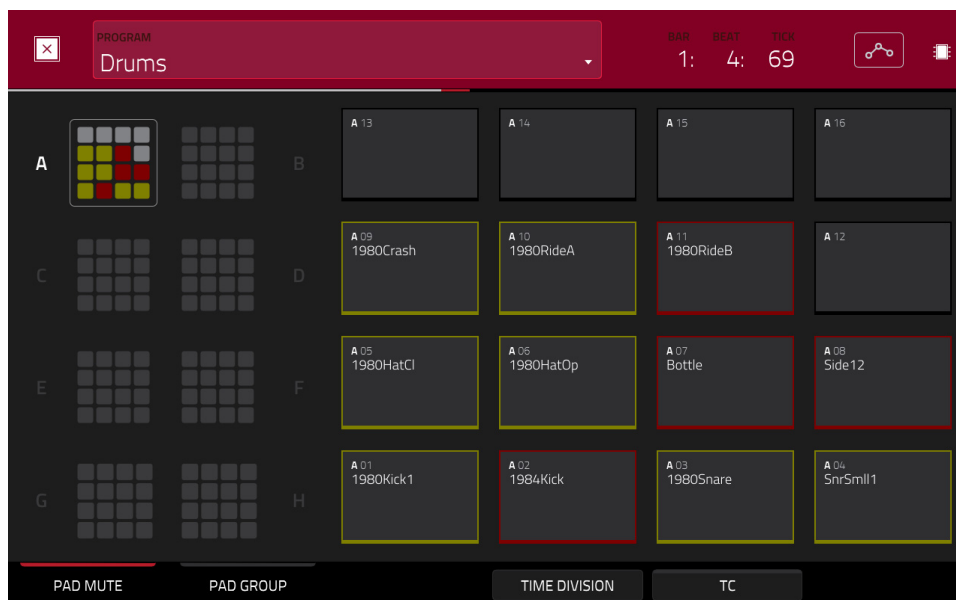 PROGRAM
Drums
BAR BEAT TICK
1: 4: 69
A
B
A 13
A 14
A 15
A 16
A 09
1980Crash
A 10
1980RideA
A 11
1980RideB
A 12
C
D
A 05
1980HatCl
A 06
1980HatOp
A 07
Bottle
A 08
Side12
E
F
A 01
1980Kick1
A 02
1984Kick
A 03
1980Snare
A 04
SnrSmll1
G
H
PAD MUTE
PAD GROUP
TIME DIVISION
TC